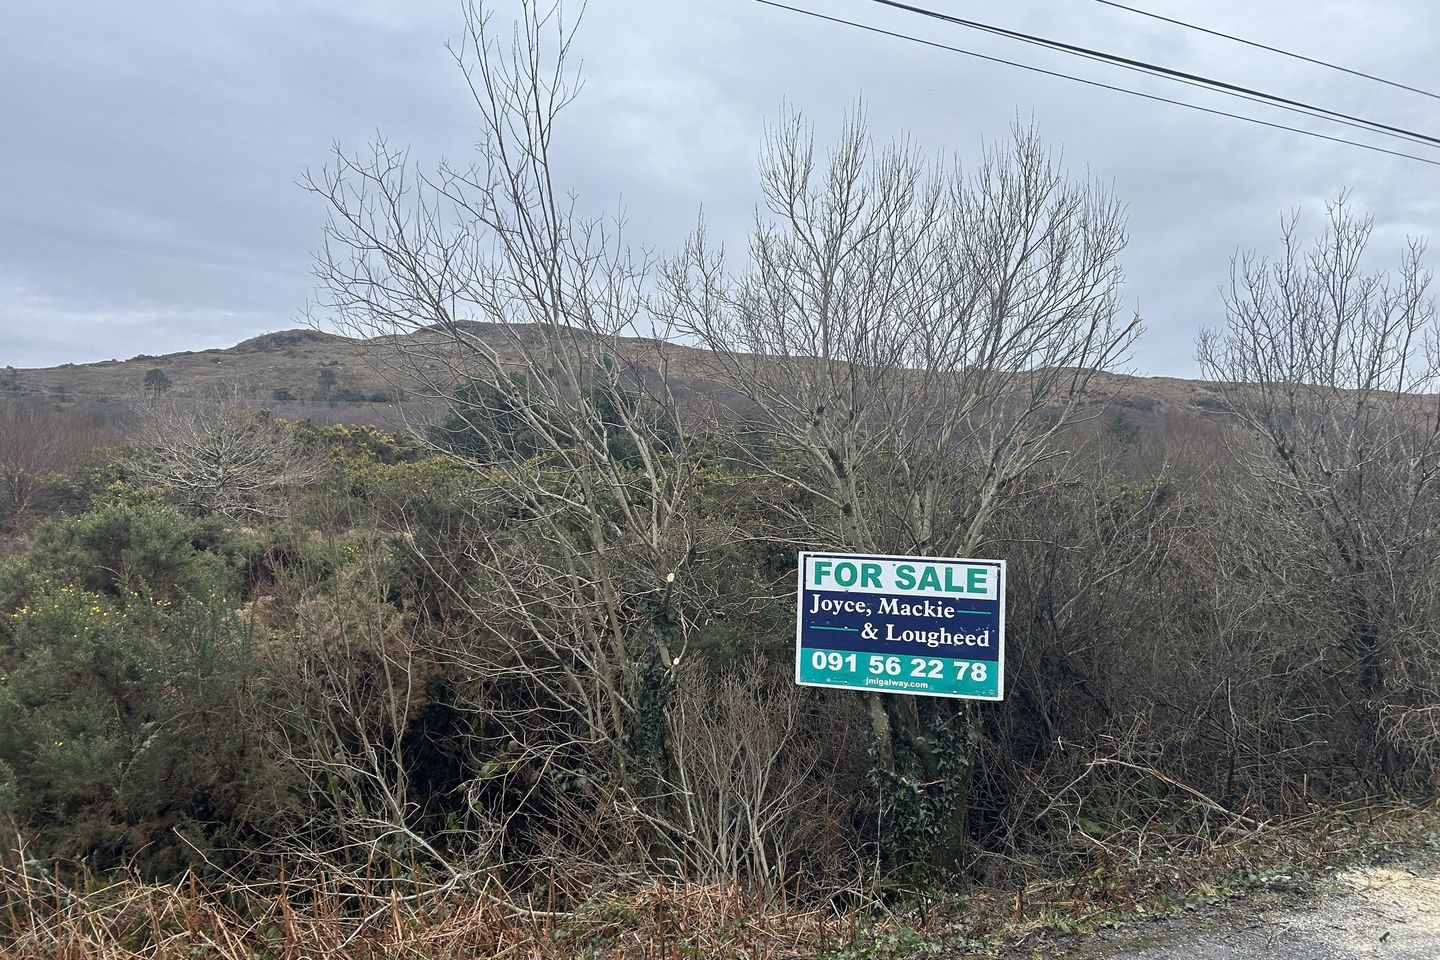 FOR SALE
Joyce, Mackie
& Lougheed
091 56 22 78
jmlgalway.com